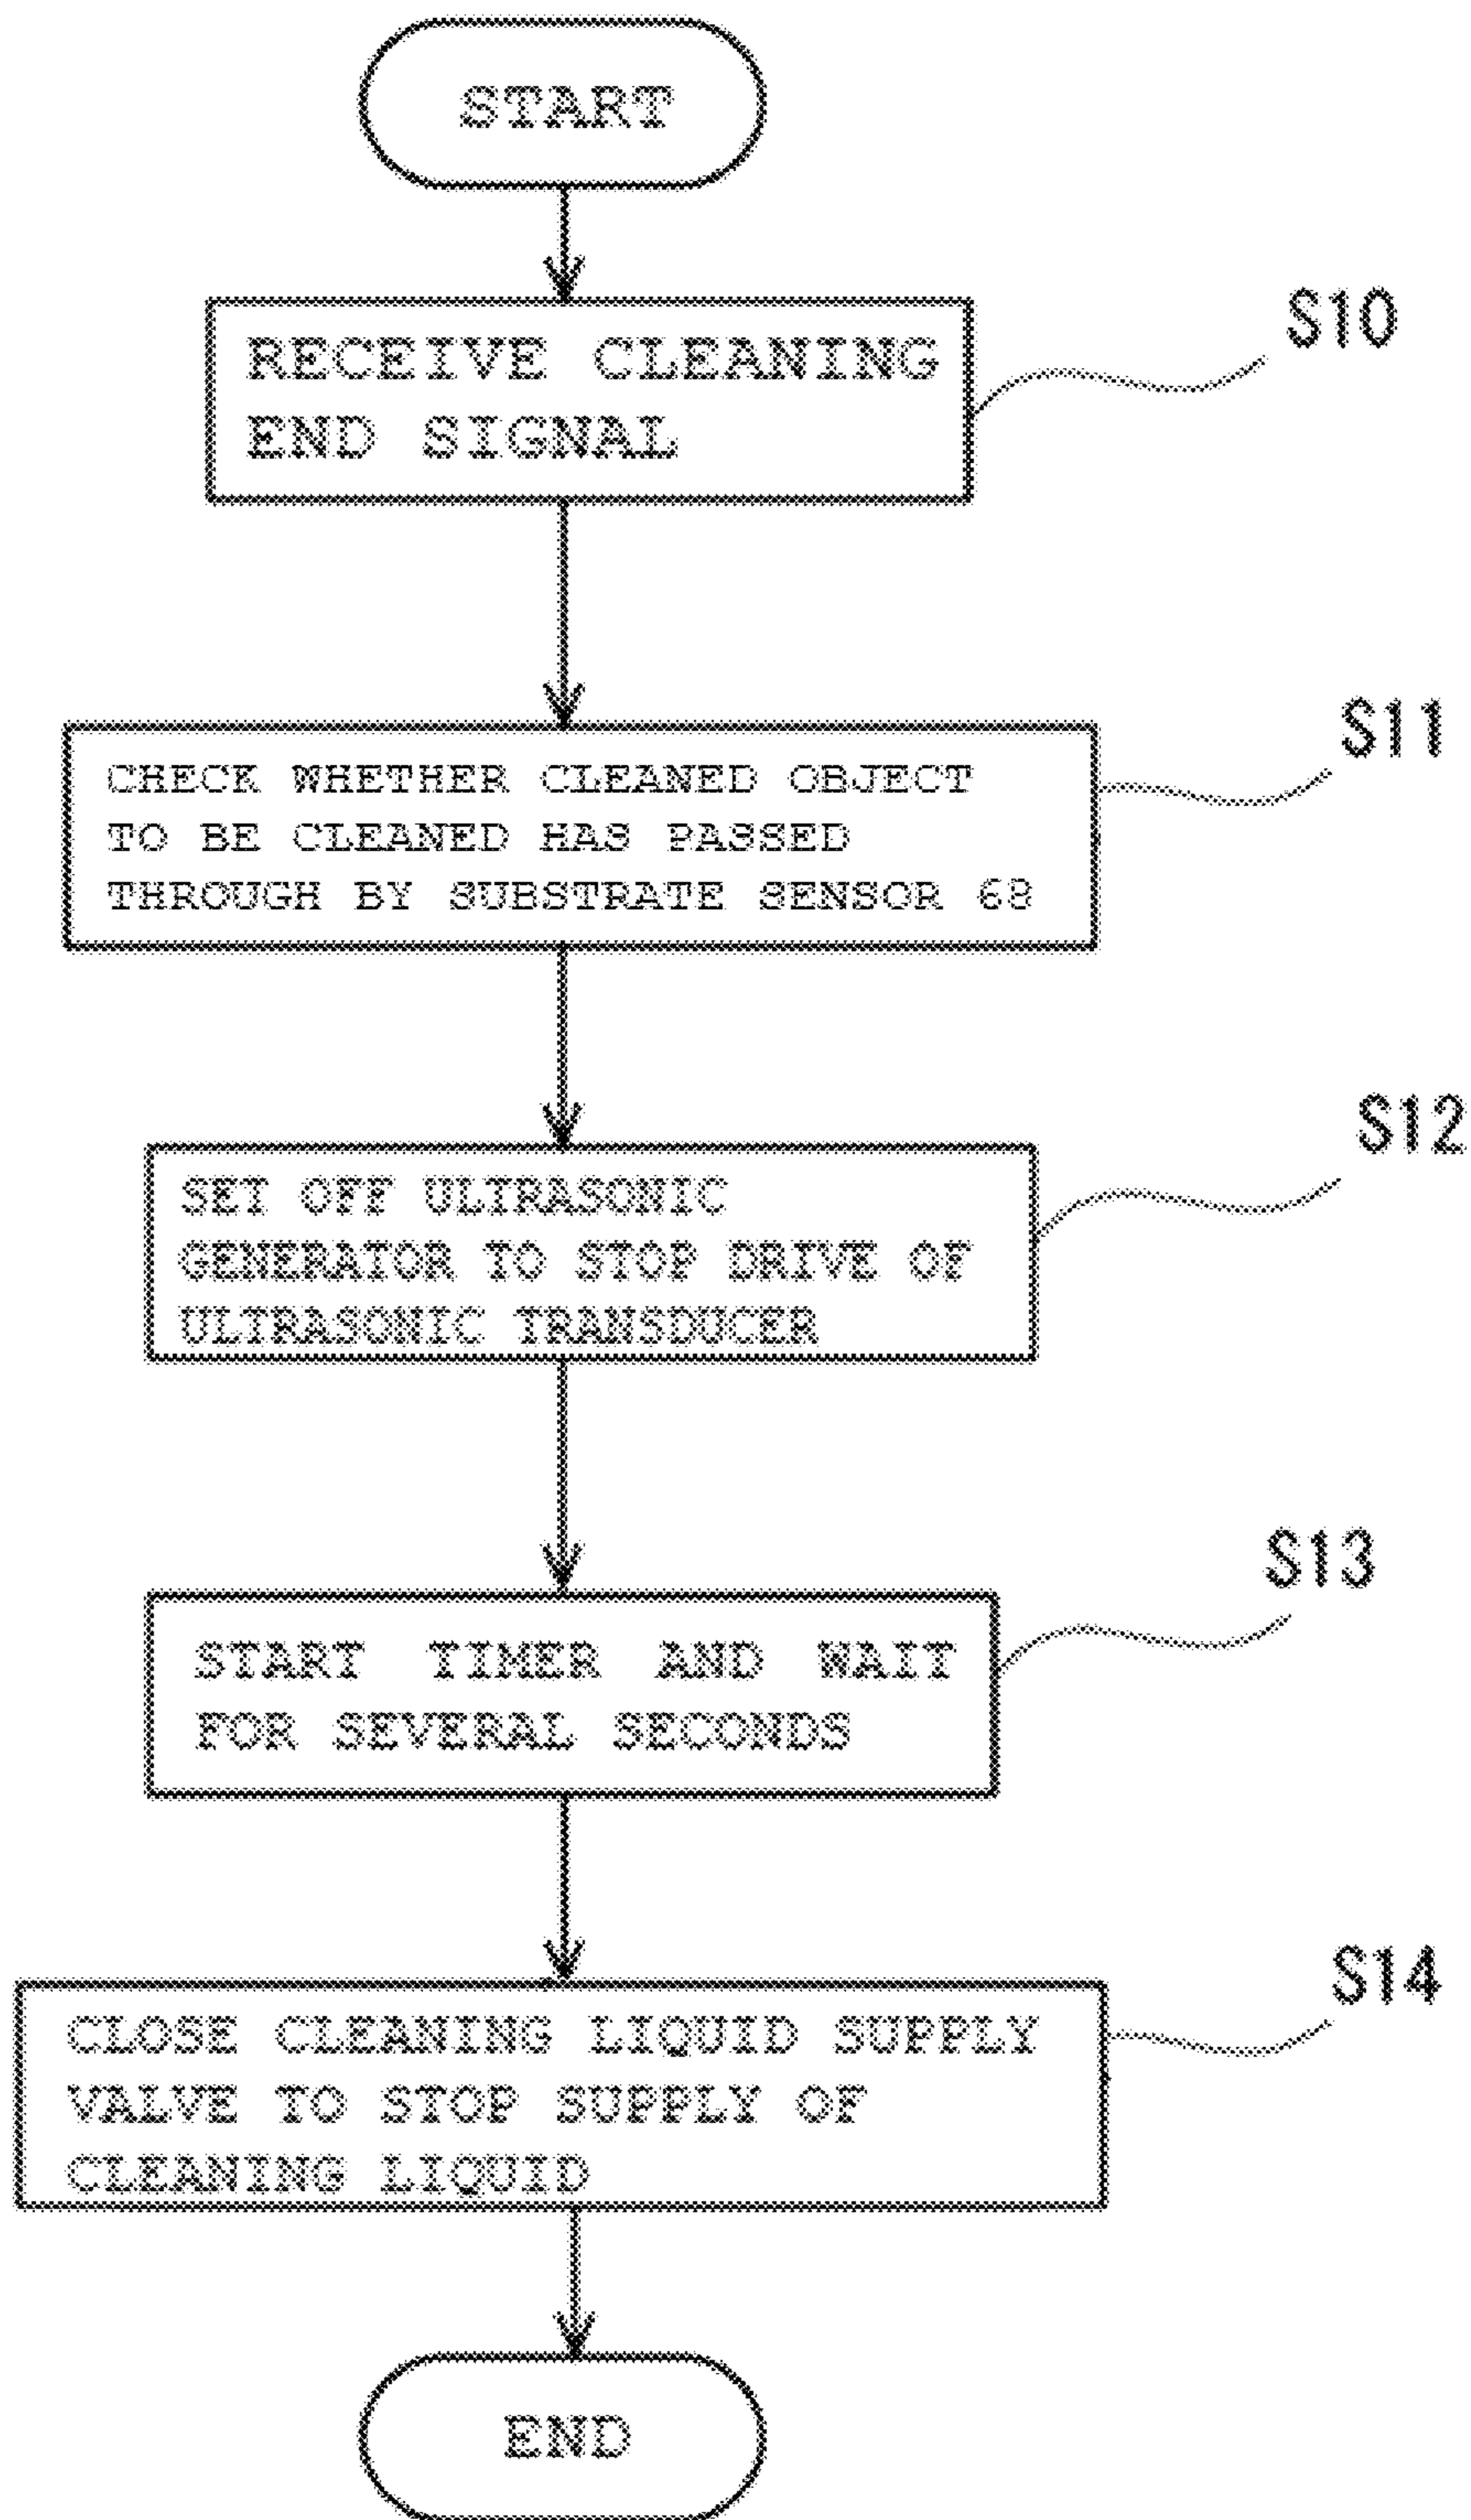 START
RECEIVE CLEANING
END SIGNAL
S10
CHECK WHETHER CLEANED OBJECT
TO BE CLEANED HAS PASSED
THROUGH BY SUBSTRATE SENSOR 68
S11
SET OFF ULTRASONIC
GENERATOR TO STOP DRIVE OF
ULTRASONIC TRANSDUCER
S12
START TIMER AND WAIT
FOR SEVERAL SECONDS
S13
CLOSE CLEANING LIQUID SUPPLY
VALVE TO STOP SUPPLY OF
CLEANING LIQUID
S14
END